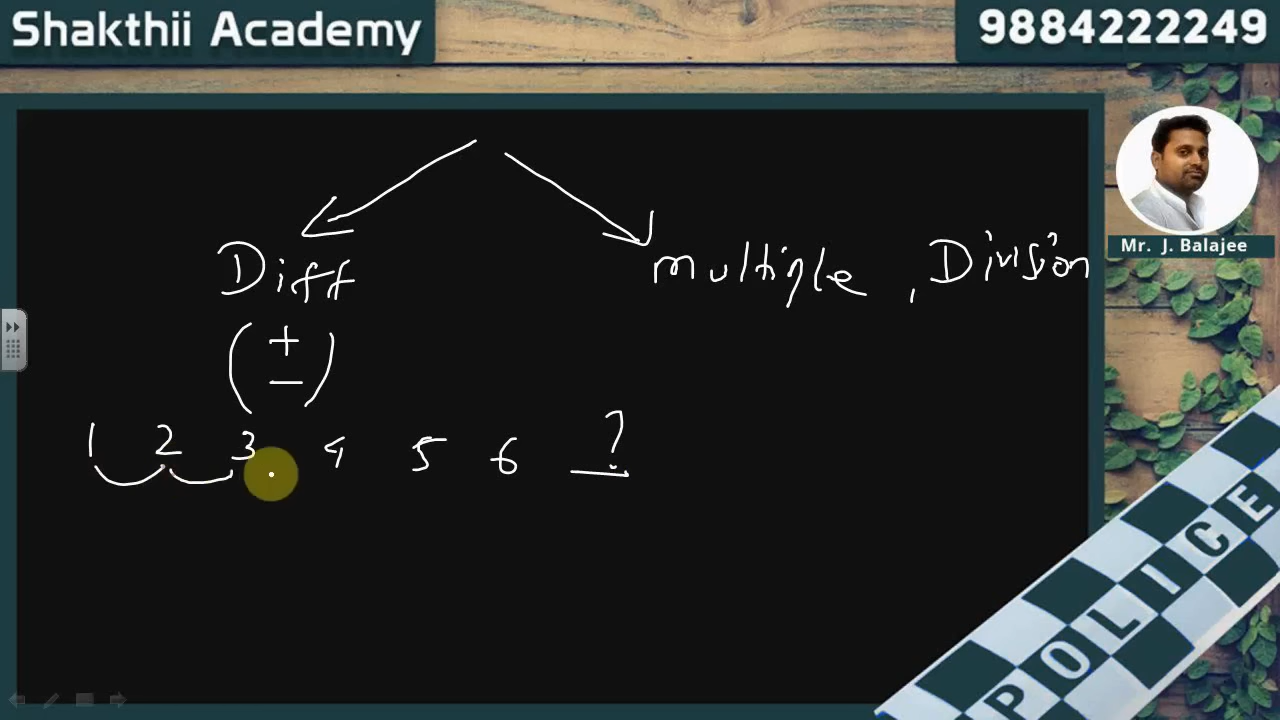 Shakthii Academy
9884222249
Mr. J. Balajee
Diff
multiple, Division
(+
−)
1 2 3 4 5 6 ?
POLICE